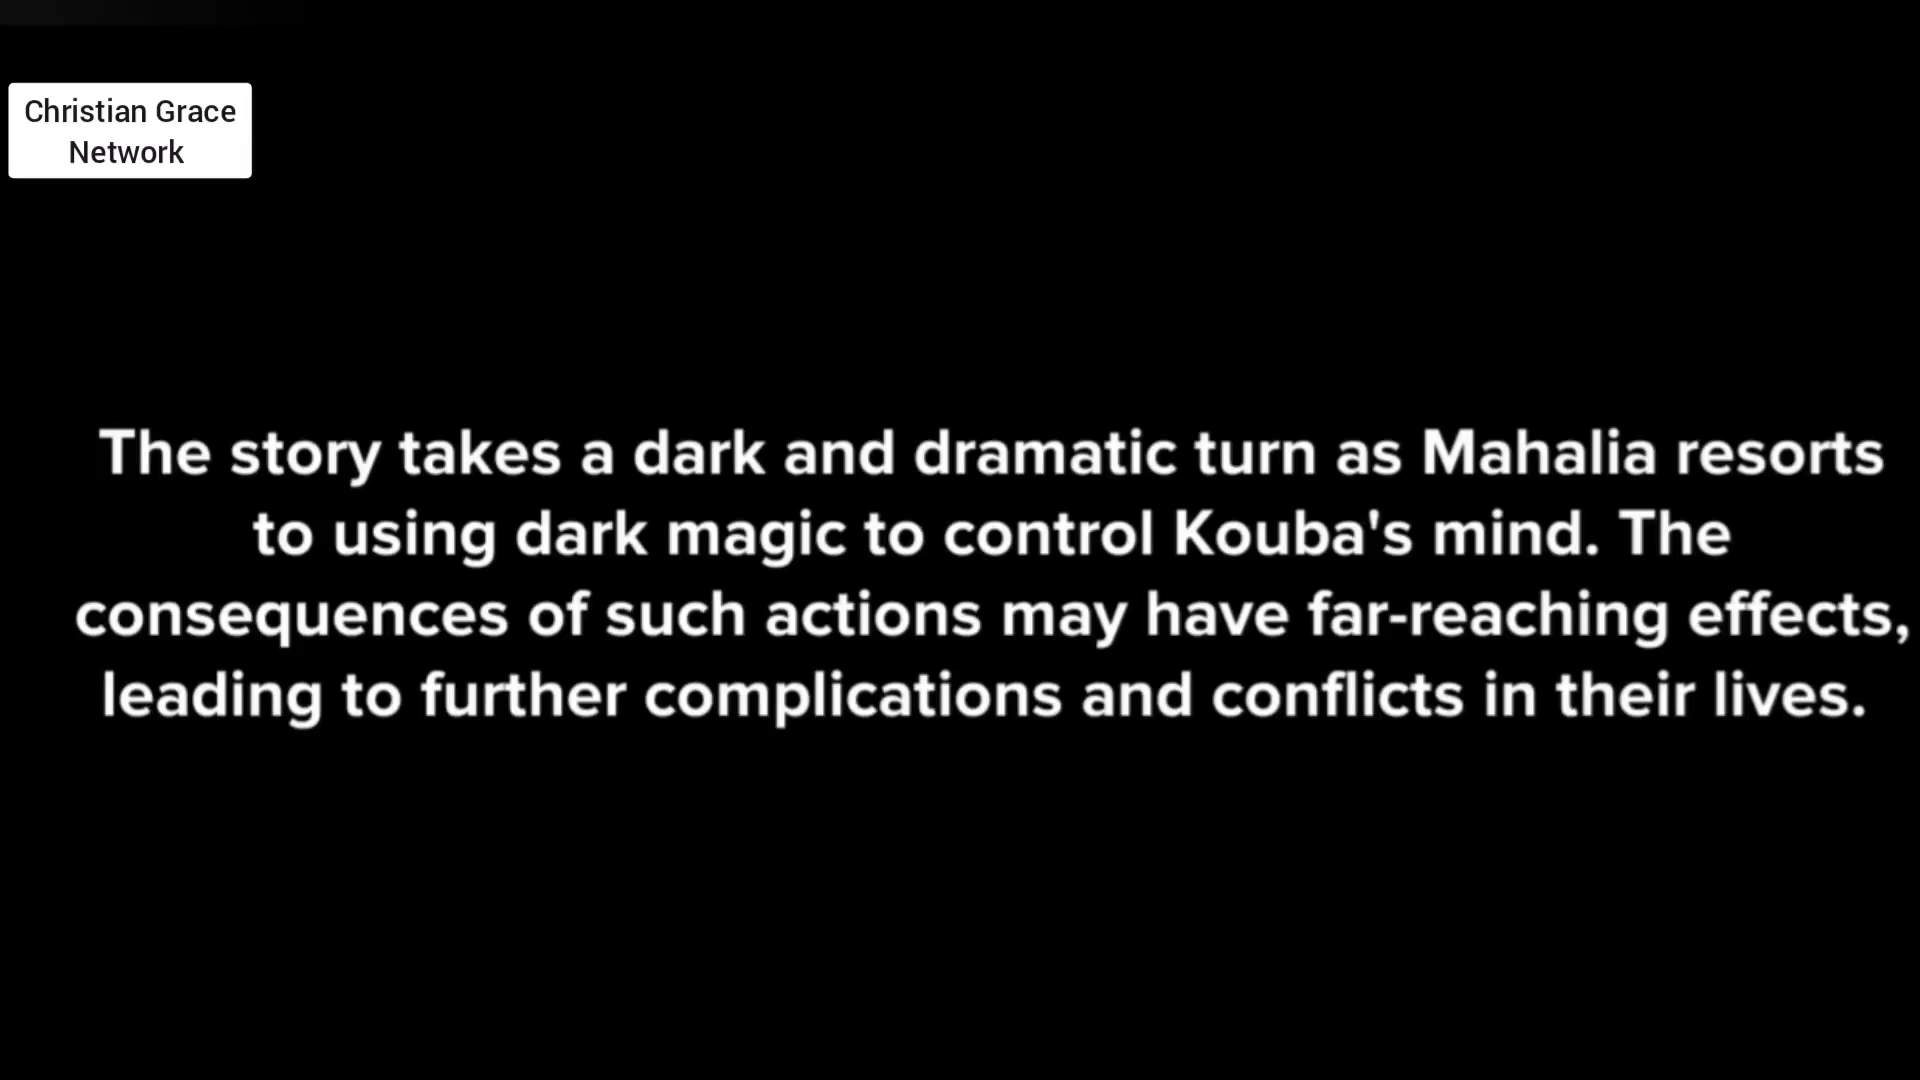 Christian Grace
Network
The story takes a dark and dramatic turn as Mahalia resorts
to using dark magic to control Kouba's mind. The
consequences of such actions may have far-reaching effects,
leading to further complications and conflicts in their lives.